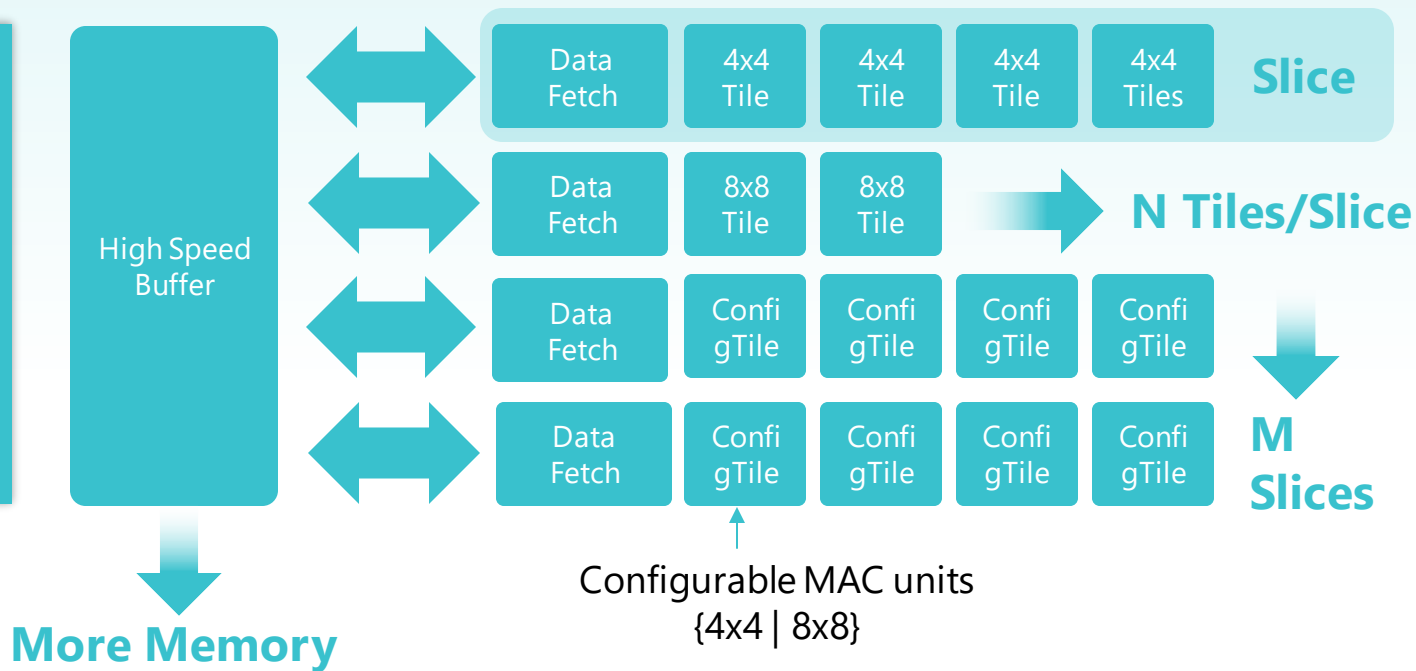 High Speed
Buffer
Data
Fetch
4x4
Tile
4x4
Tile
4x4
Tile
4x4
Tiles
Slice
Data
Fetch
8x8
Tile
8x8
Tile
N Tiles/Slice
Data
Fetch
Confi
gTile
Confi
gTile
Confi
gTile
Confi
gTile
Data
Fetch
Confi
gTile
Confi
gTile
Confi
gTile
Confi
gTile
M
Slices
Configurable MAC units
{4x4 | 8x8}
More Memory